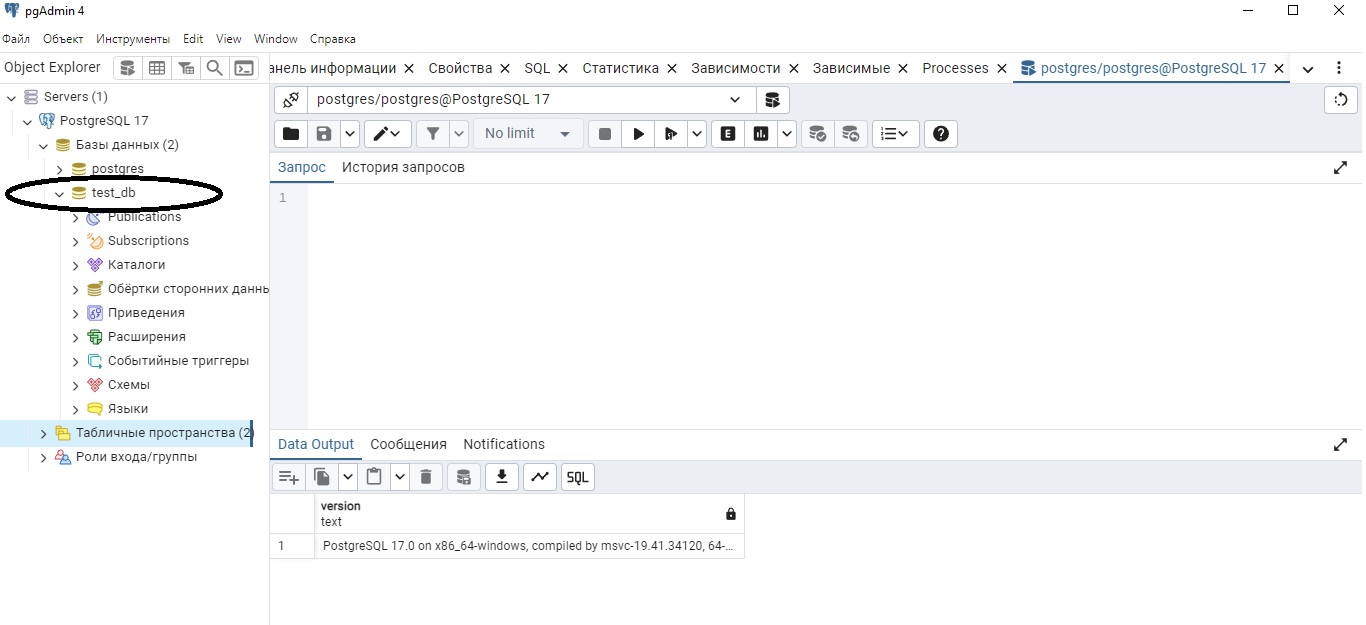 pgAdmin 4
Файл Объект Инструменты Edit View Window Справка
Object Explorer
анель информации Свойства SQL Статистика Зависимости Зависимые Processes postgres/postgres@PostgreSQL 17
Servers (1)
PostgreSQL 17
Базы данных (2)
postgres
test_db
Publications
Subscriptions
Каталоги
Обёртки сторонних данны
Приведения
Расширения
Событийные триггеры
Схемы
Языки
Табличные пространства (2)
Роли входа/группы
postgres/postgres@PostgreSQL 17
No limit
E
Запрос История запросов
1
Data Output Сообщения Notifications
SQL
version
text
1 PostgreSQL 17.0 on x86_64-windows, compiled by msvc-19.41.34120, 64-...